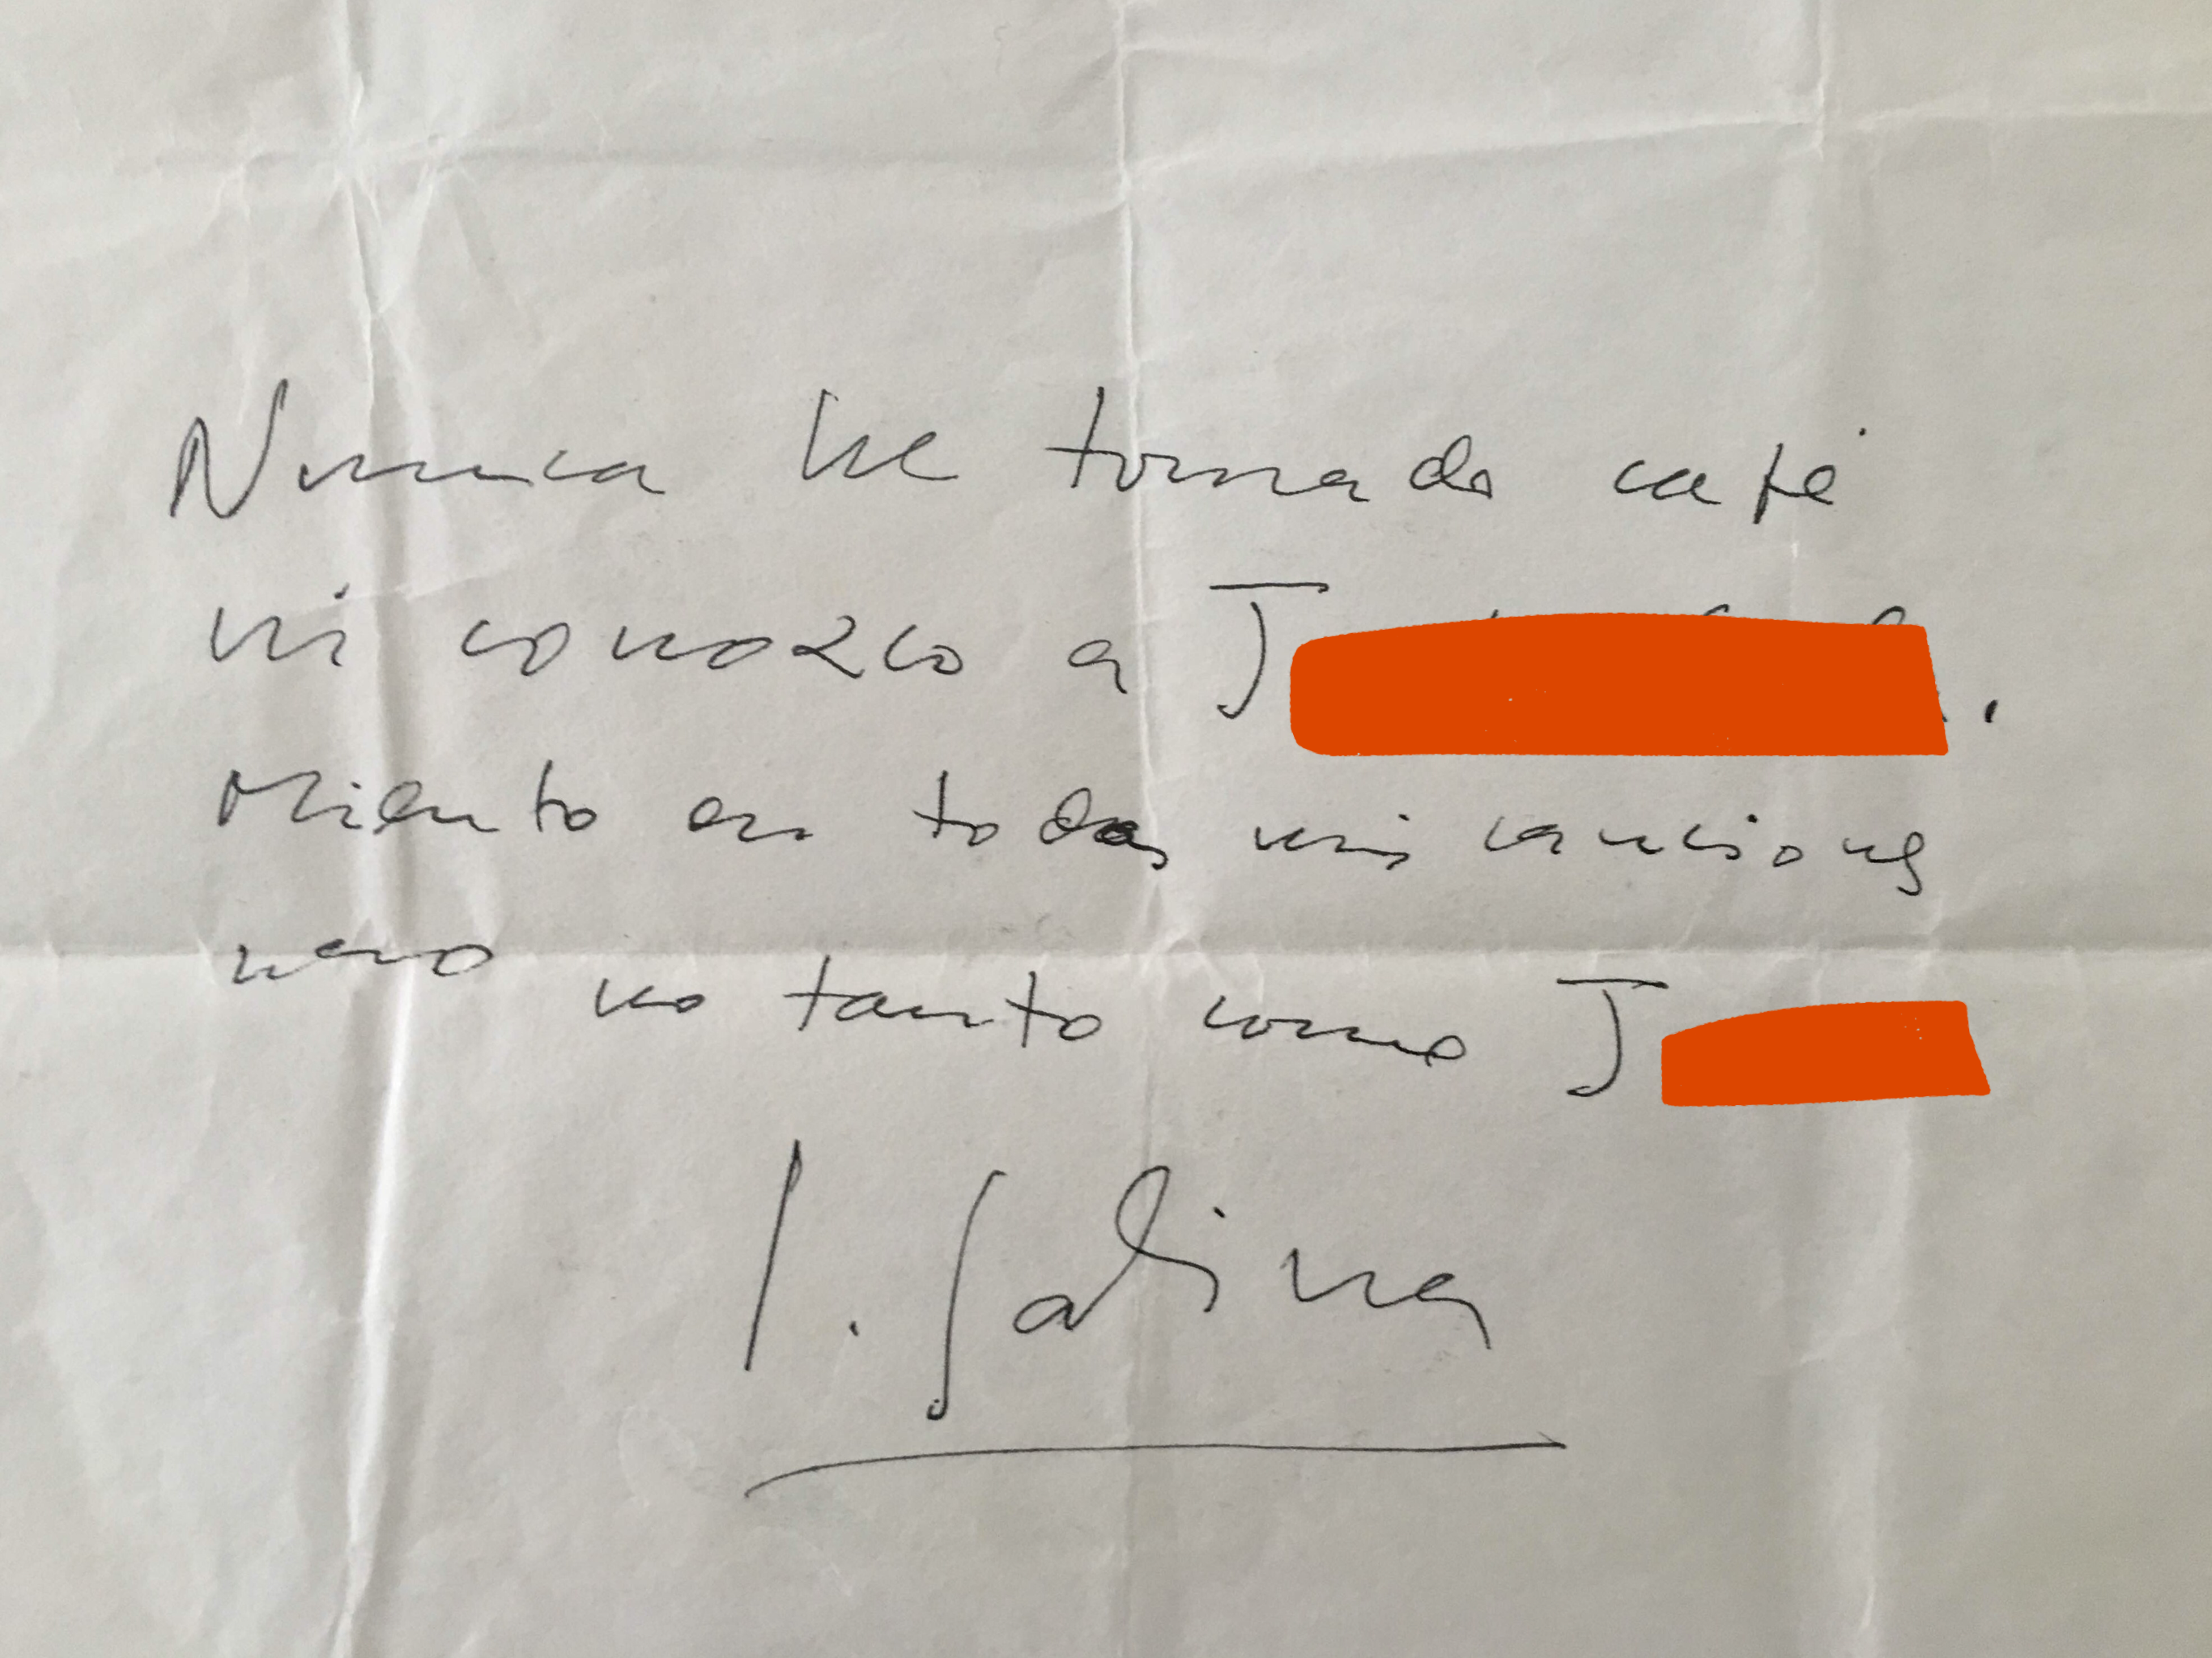 Nunca he tomado café
ni conozco a J
Miento en todas mis canciones
pero no tanto como J
J. Sabina